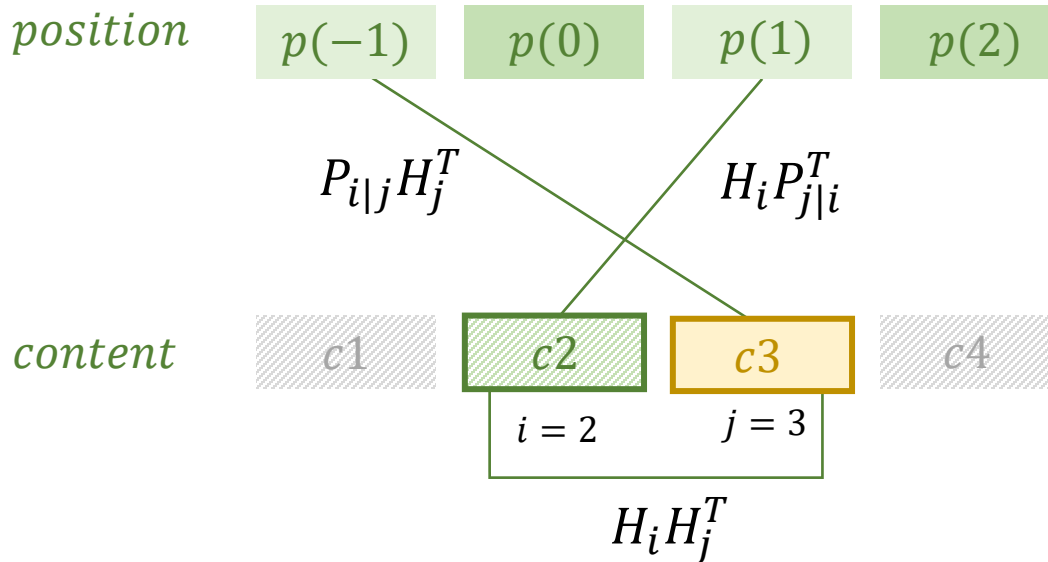 position p(−1) p(0) p(1) p(2)
P_{i|j}H_j^T H_iP_{j|i}^T
content c1 c2 c3 c4
i = 2 j = 3
H_iH_j^T